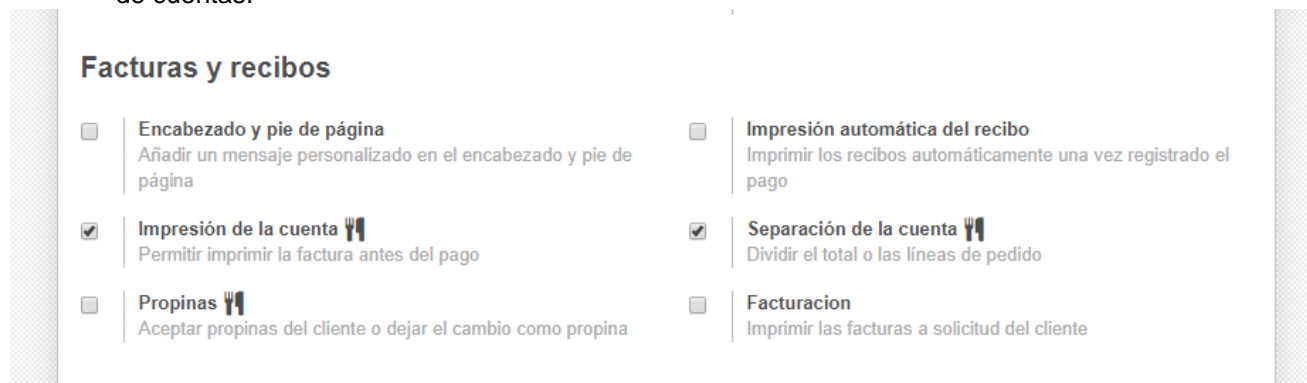 de cuentas.
Facturas y recibos
Encabezado y pie de página
Añadir un mensaje personalizado en el encabezado y pie de
página
Impresión automática del recibo
Imprimir los recibos automáticamente una vez registrado el
pago
Impresión de la cuenta
Permitir imprimir la factura antes del pago
Separación de la cuenta
Dividir el total o las líneas de pedido
Propinas
Aceptar propinas del cliente o dejar el cambio como propina
Facturacion
Imprimir las facturas a solicitud del cliente